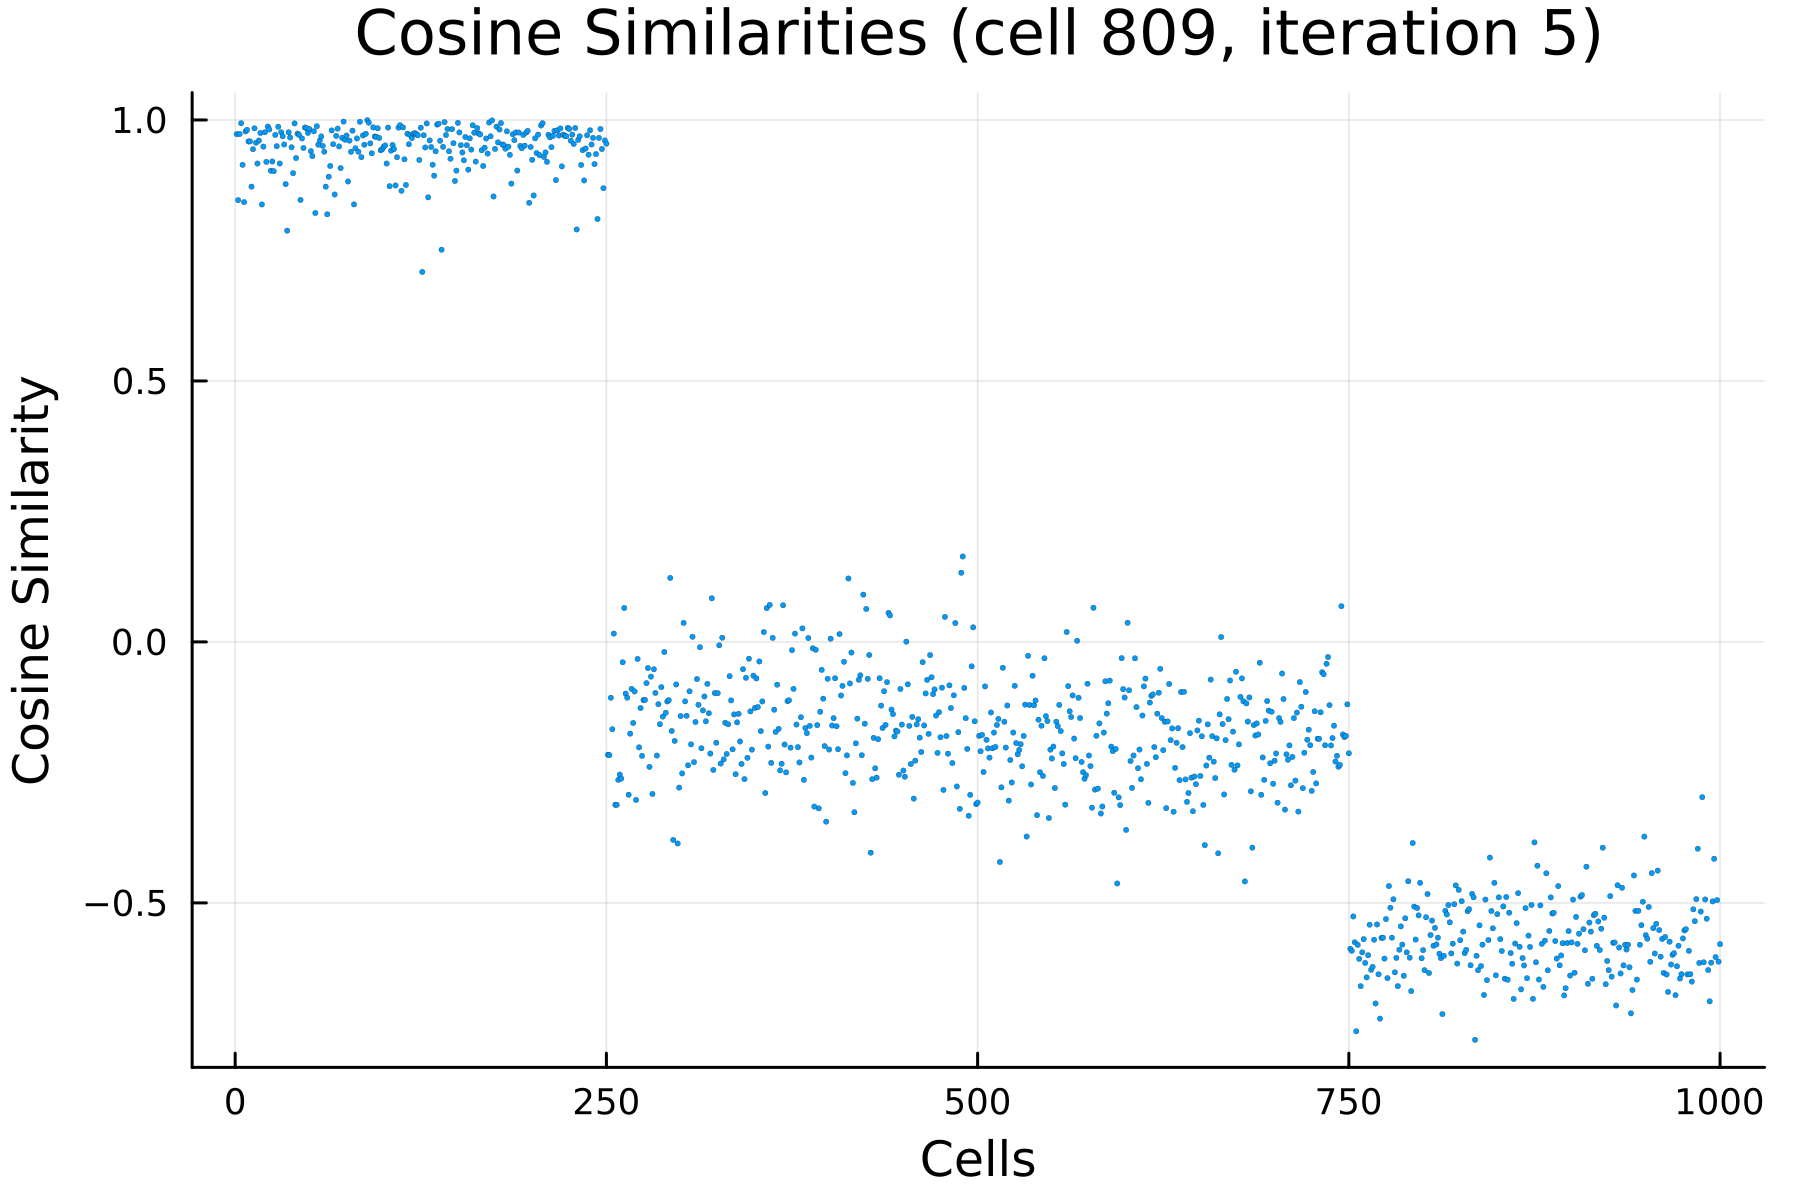 Cosine Similarities (cell 809, iteration 5)
1.0
0.5
0.0
−0.5
Cosine Similarity
0 250 500 750 1000
Cells